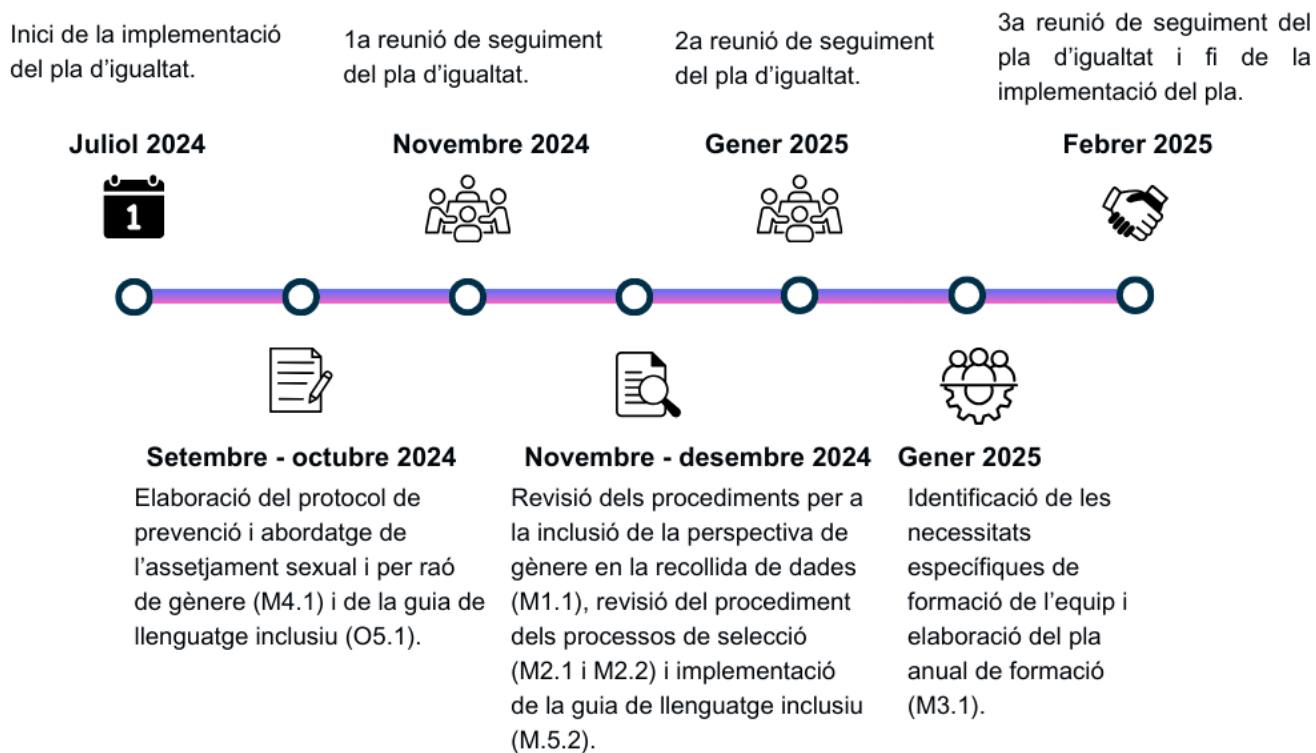 Inici de la implementació
del pla d’igualtat.
1a reunió de seguiment
del pla d’igualtat.
2a reunió de seguiment
del pla d’igualtat.
3a reunió de seguiment del
pla d’igualtat i fi de la
implementació del pla.
Juliol 2024
Novembre 2024
Gener 2025
Febrer 2025
1
Setembre - octubre 2024
Elaboració del protocol de
prevenció i abordatge de
l’assetjament sexual i per raó
de gènere (M4.1) i de la guia de
llenguatge inclusiu (O5.1).
Novembre - desembre 2024
Revisió dels procediments per a
la inclusió de la perspectiva de
gènere en la recollida de dades
(M1.1), revisió del procediment
dels processos de selecció
(M2.1 i M2.2) i implementació
de la guia de llenguatge inclusiu
(M.5.2).
Gener 2025
Identificació de les
necessitats
específiques de
formació de l’equip i
elaboració del pla
anual de formació
(M3.1).